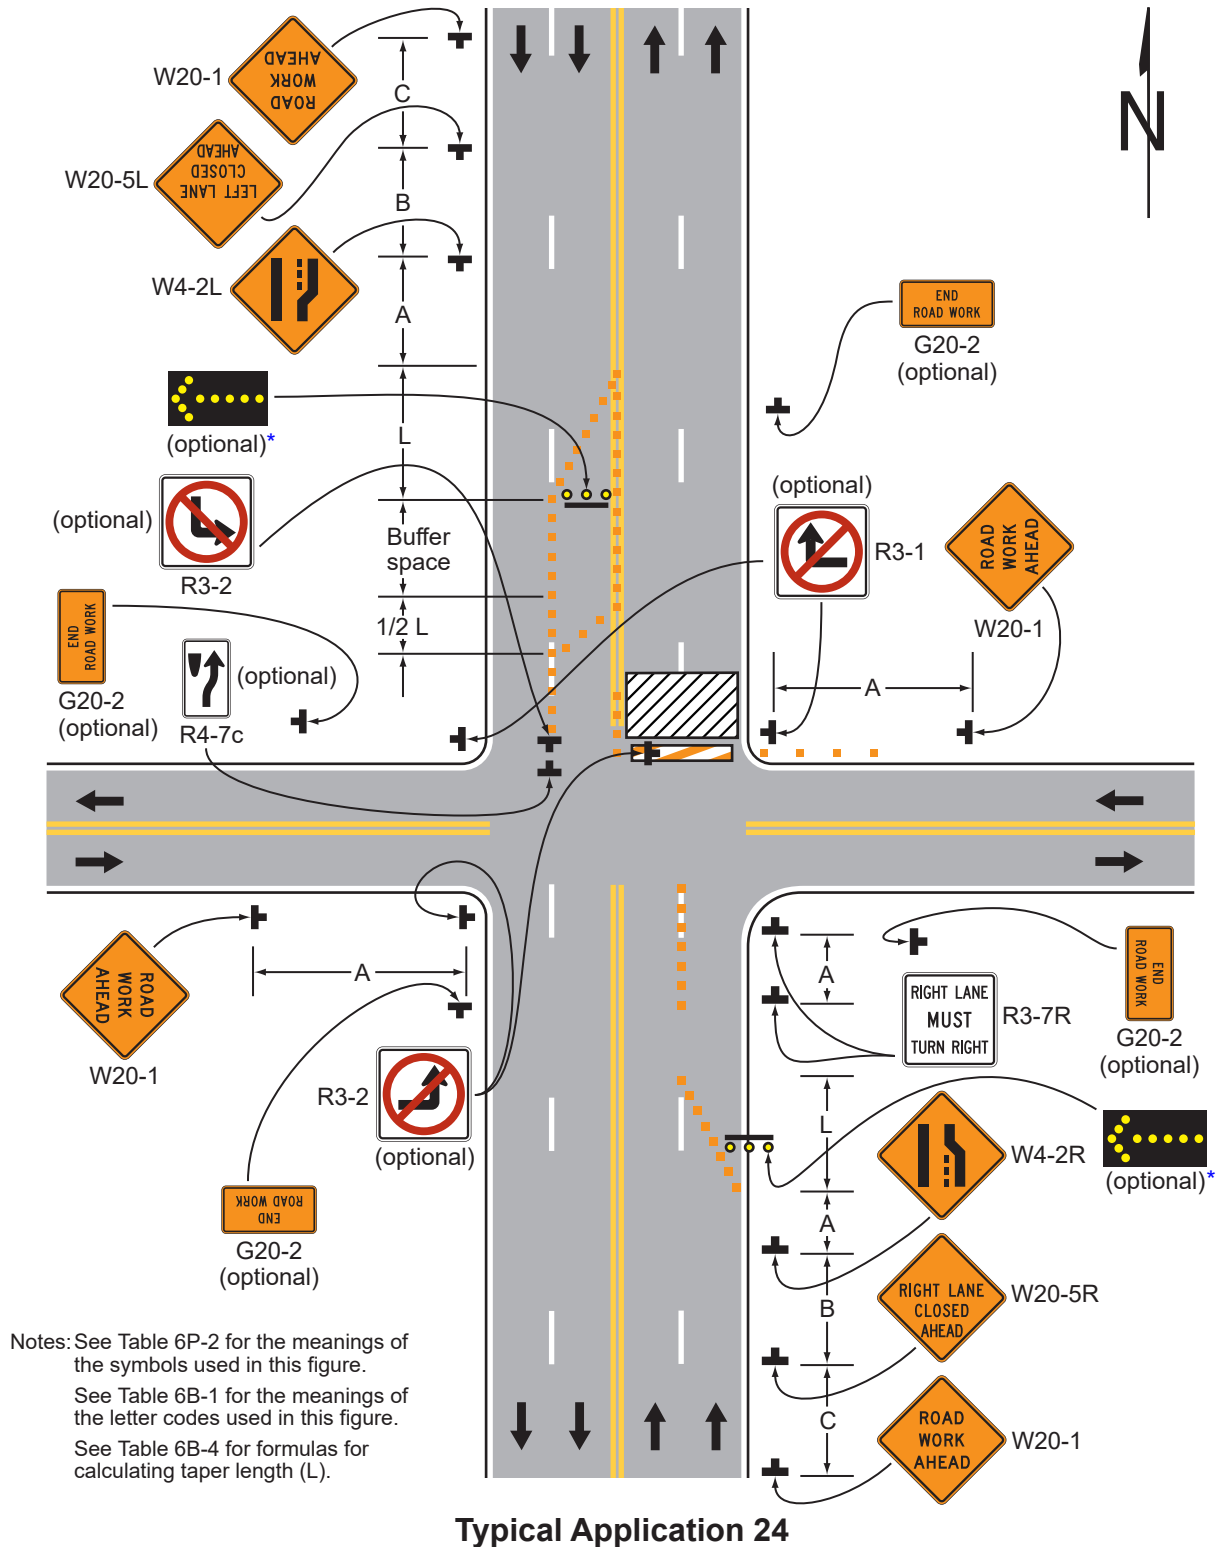 W20-1
ROAD
WORK
AHEAD
C
W20-5L
LEFT LANE
CLOSED
AHEAD
B
W4-2L
A
N
END
ROAD WORK
G20-2
(optional)
(optional)*
L
(optional)
R3-2
Buffer
space
(optional)
R3-1
ROAD
WORK
AHEAD
W20-1
1/2 L
A
END
ROAD WORK
G20-2
(optional)
(optional)
R4-7c
ROAD
WORK
AHEAD
W20-1
A
R3-2
(optional)
END
ROAD WORK
G20-2
(optional)
A
RIGHT LANE
MUST
TURN RIGHT
R3-7R
END
ROAD WORK
G20-2
(optional)
L
W4-2R
(optional)*
A
B
RIGHT LANE
CLOSED
AHEAD
W20-5R
C
ROAD
WORK
AHEAD
W20-1
Notes: See Table 6P-2 for the meanings of
the symbols used in this figure.
See Table 6B-1 for the meanings of
the letter codes used in this figure.
See Table 6B-4 for formulas for
calculating taper length (L).
Typical Application 24